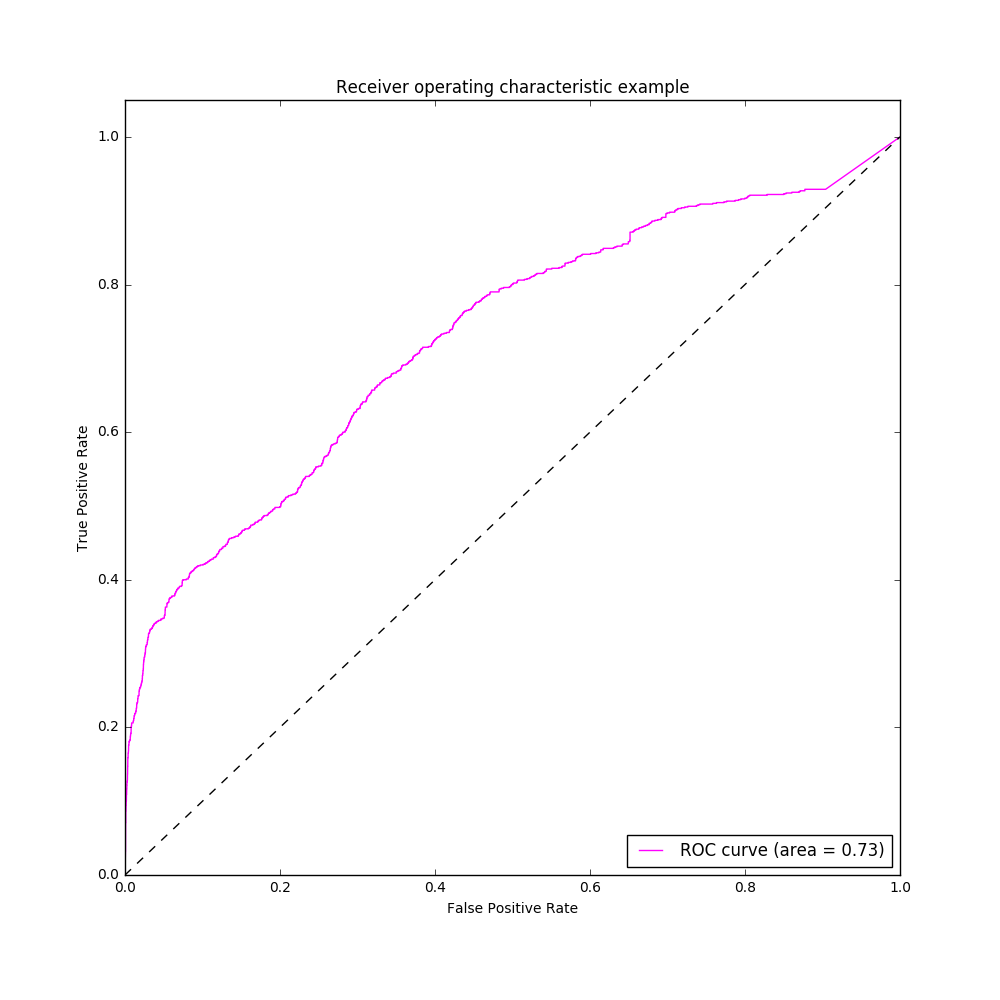 Receiver operating characteristic example
1.0
0.8
0.6
0.4
0.2
0.0
True Positive Rate
ROC curve (area = 0.73)
0.0 0.2 0.4 0.6 0.8 1.0
False Positive Rate